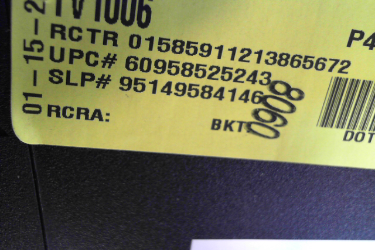 TV1006
RCTR 01585911213865672
P4
UPC# 60958525243
SLP# 95149584146
0908
RCRA:
BKT:
DOT
01-15-2